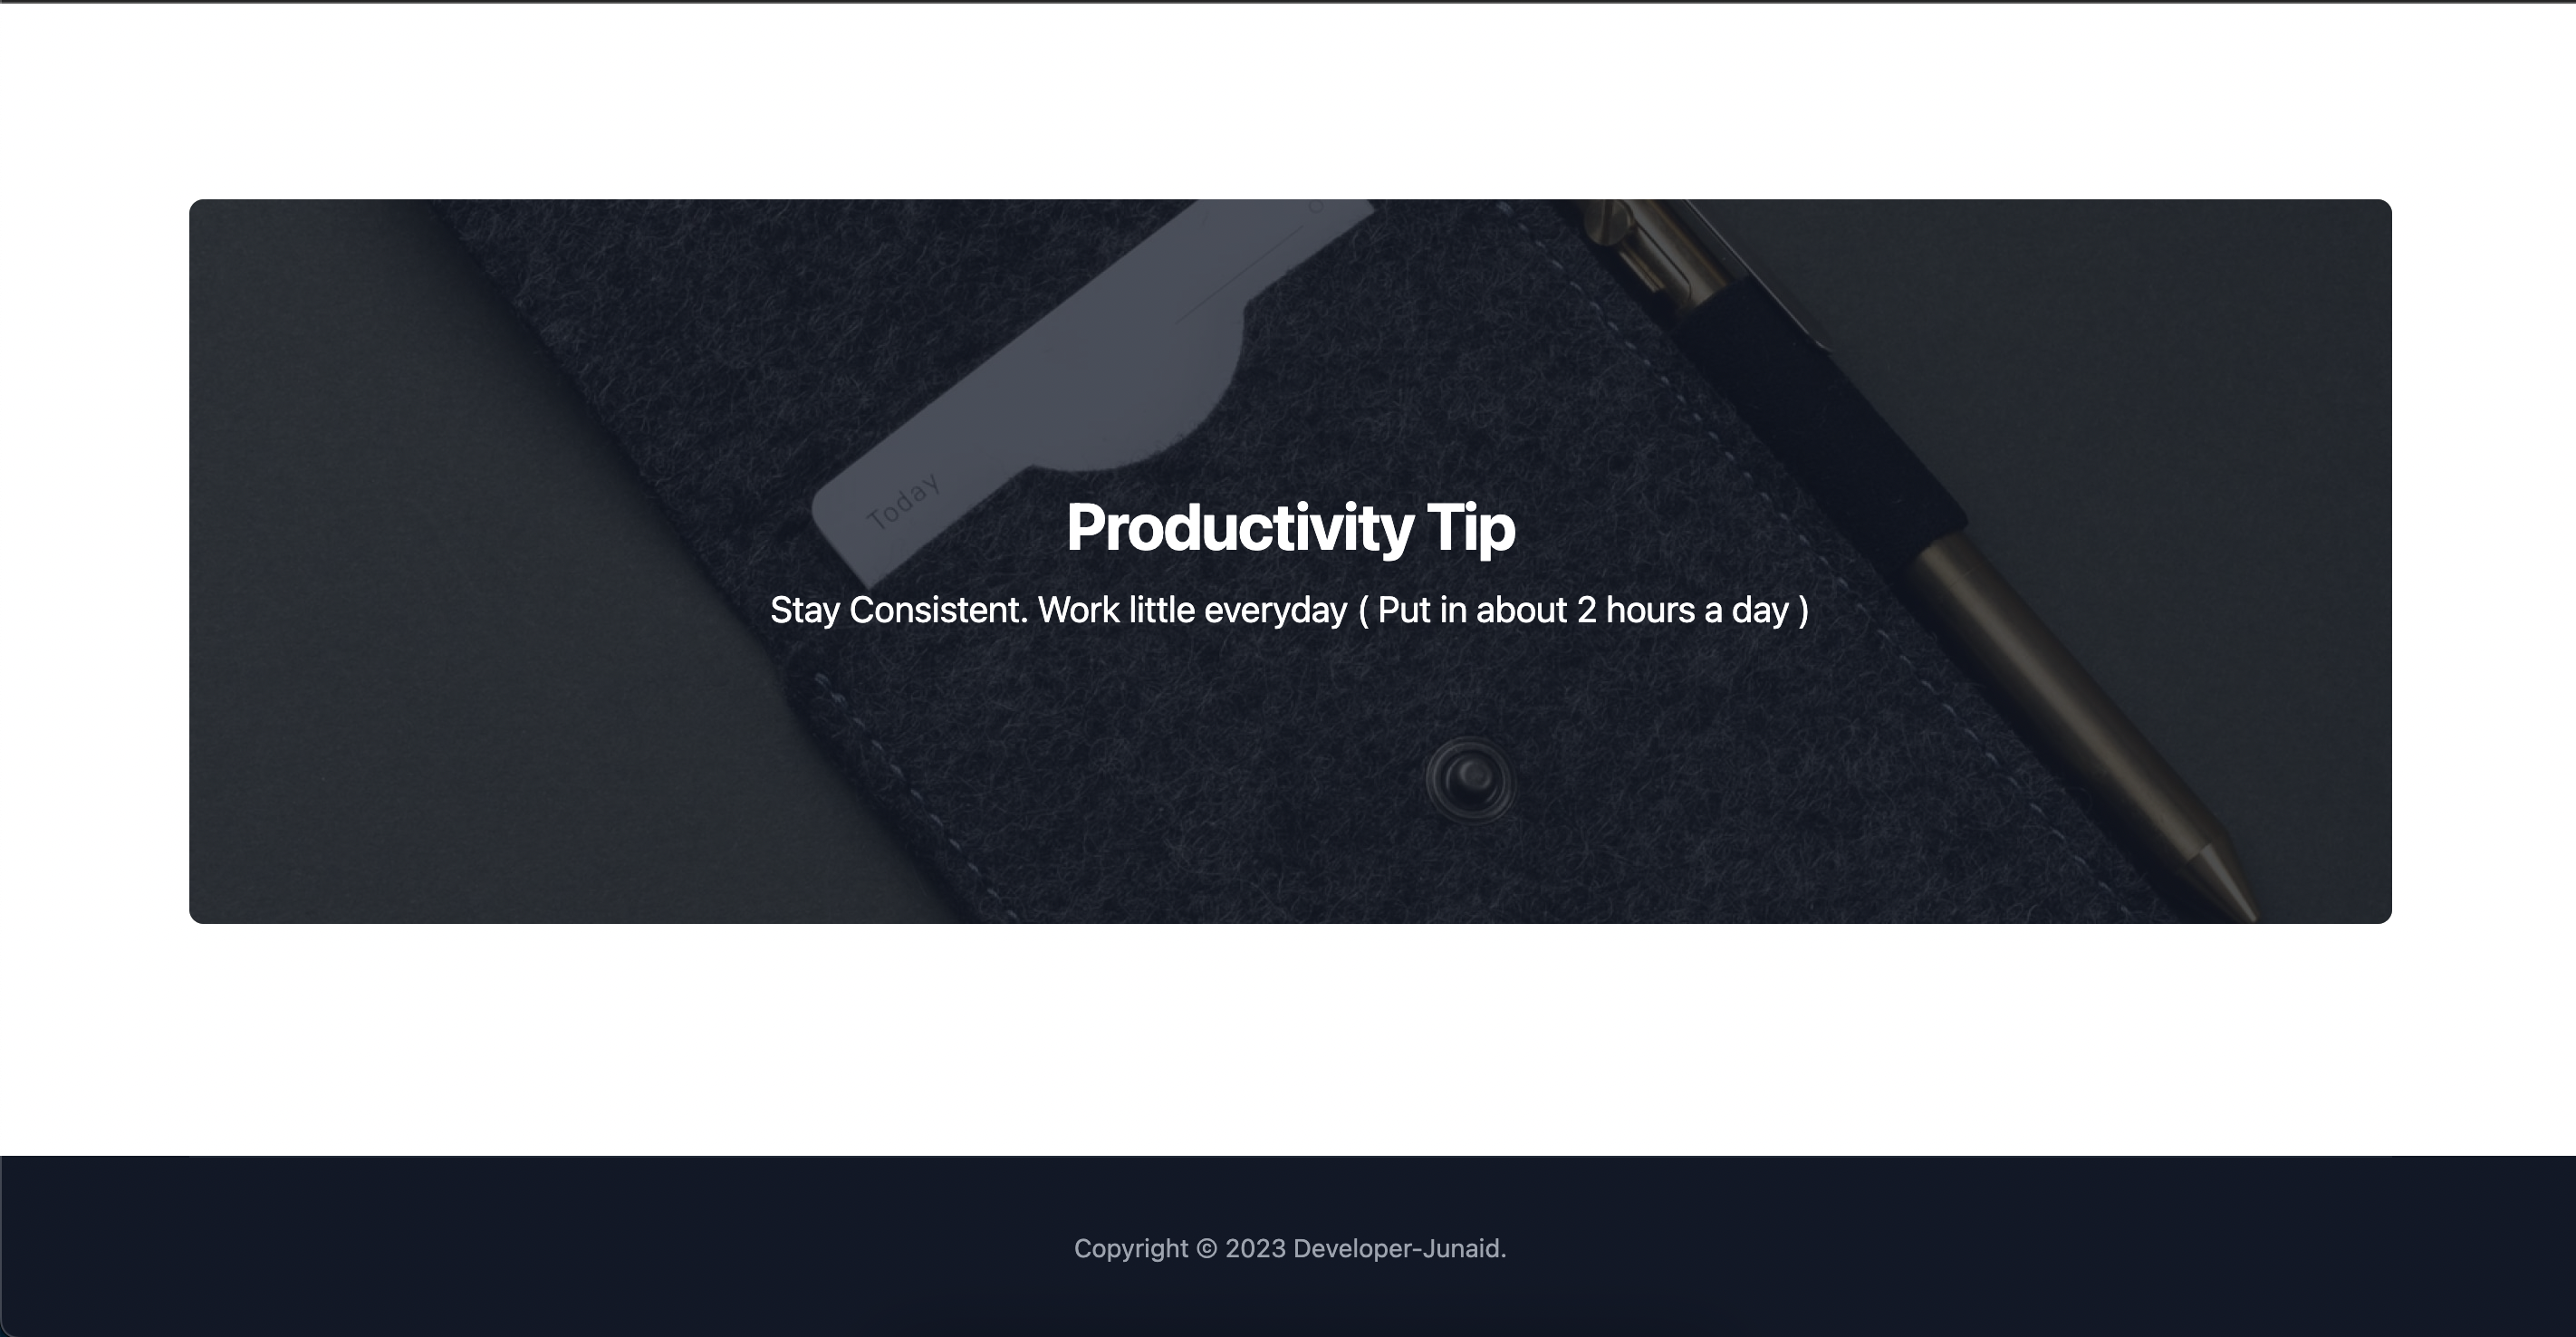 Today
Productivity Tip
Stay Consistent. Work little everyday ( Put in about 2 hours a day )
Copyright © 2023 Developer-Junaid.